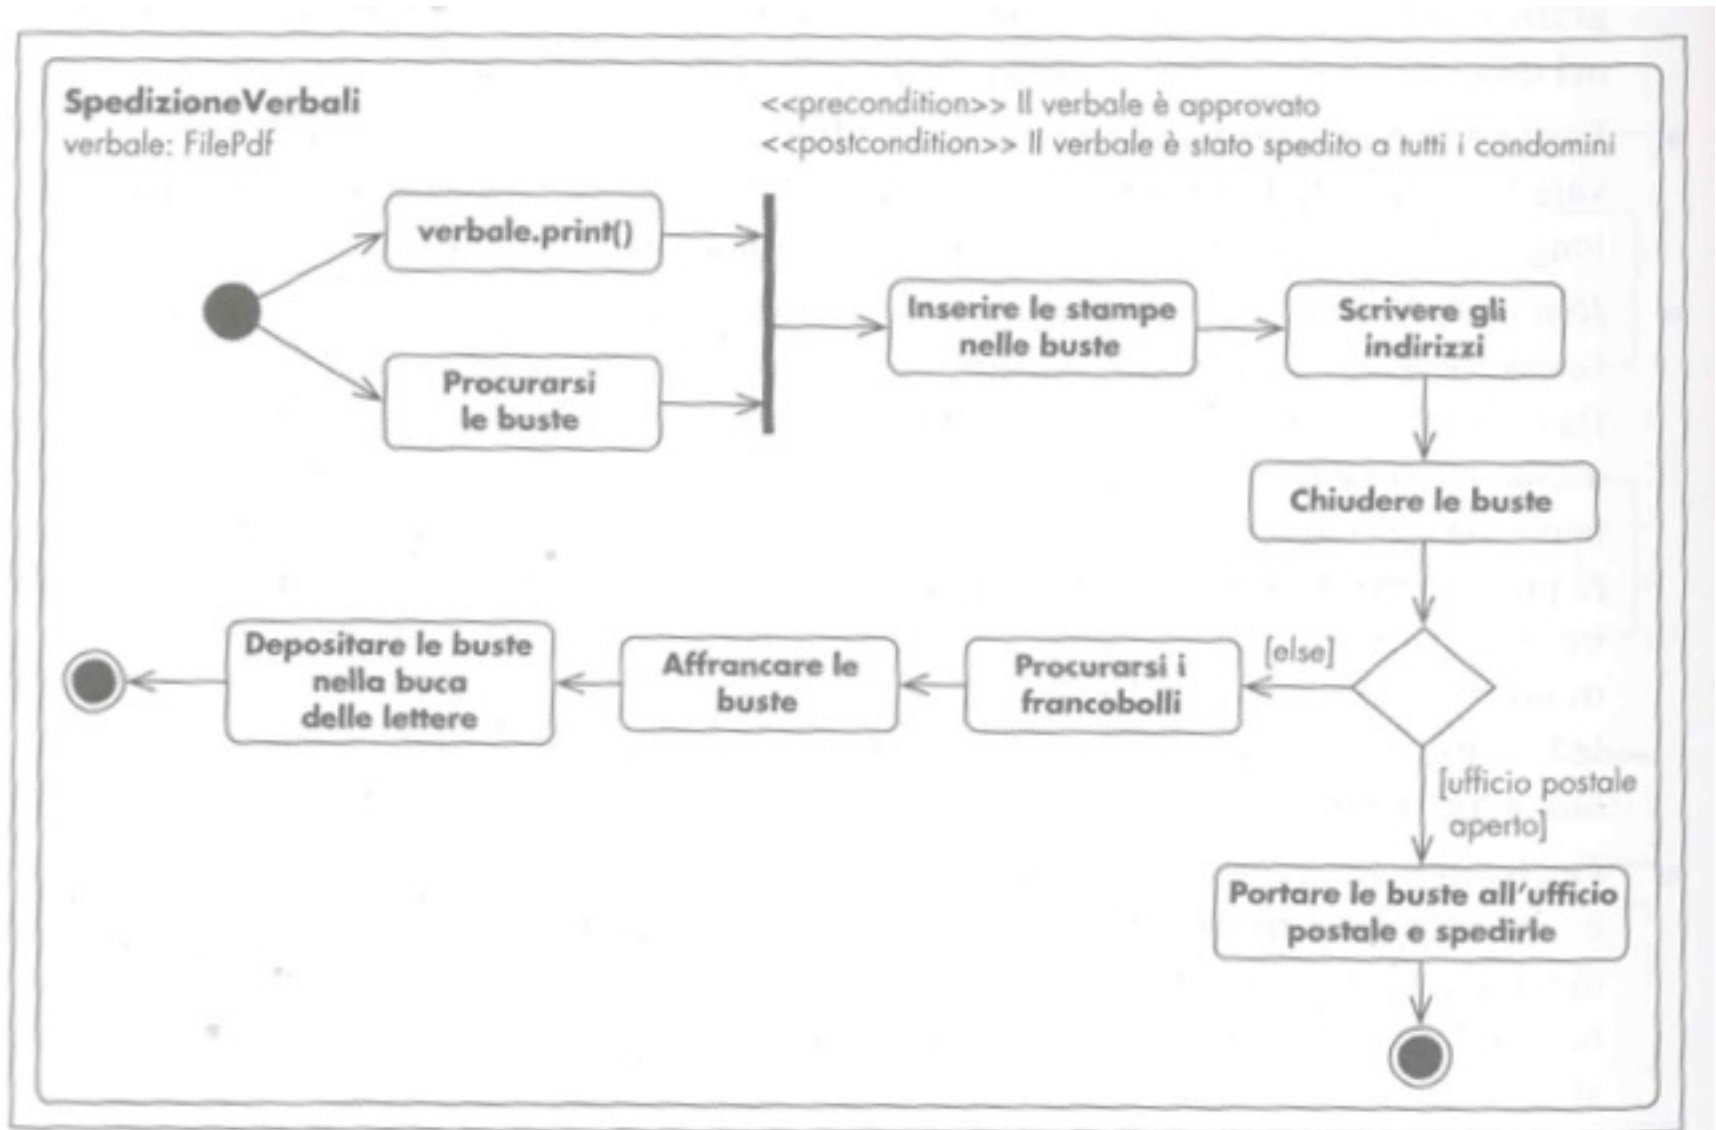 SpedizioneVerbali
verbale: FilePdf
<<precondition>> Il verbale è approvato
<<postcondition>> Il verbale è stato spedito a tutti i condomini
verbale.print()
Procurarsi
le buste
Inserire le stampe
nelle buste
Scrivere gli
indirizzi
Chiudere le buste
[else]
Procurarsi i
francobolli
Affrancare le
buste
Depositare le buste
nella buca
delle lettere
[ufficio postale
aperto]
Portare le buste all'ufficio
postale e spedirle